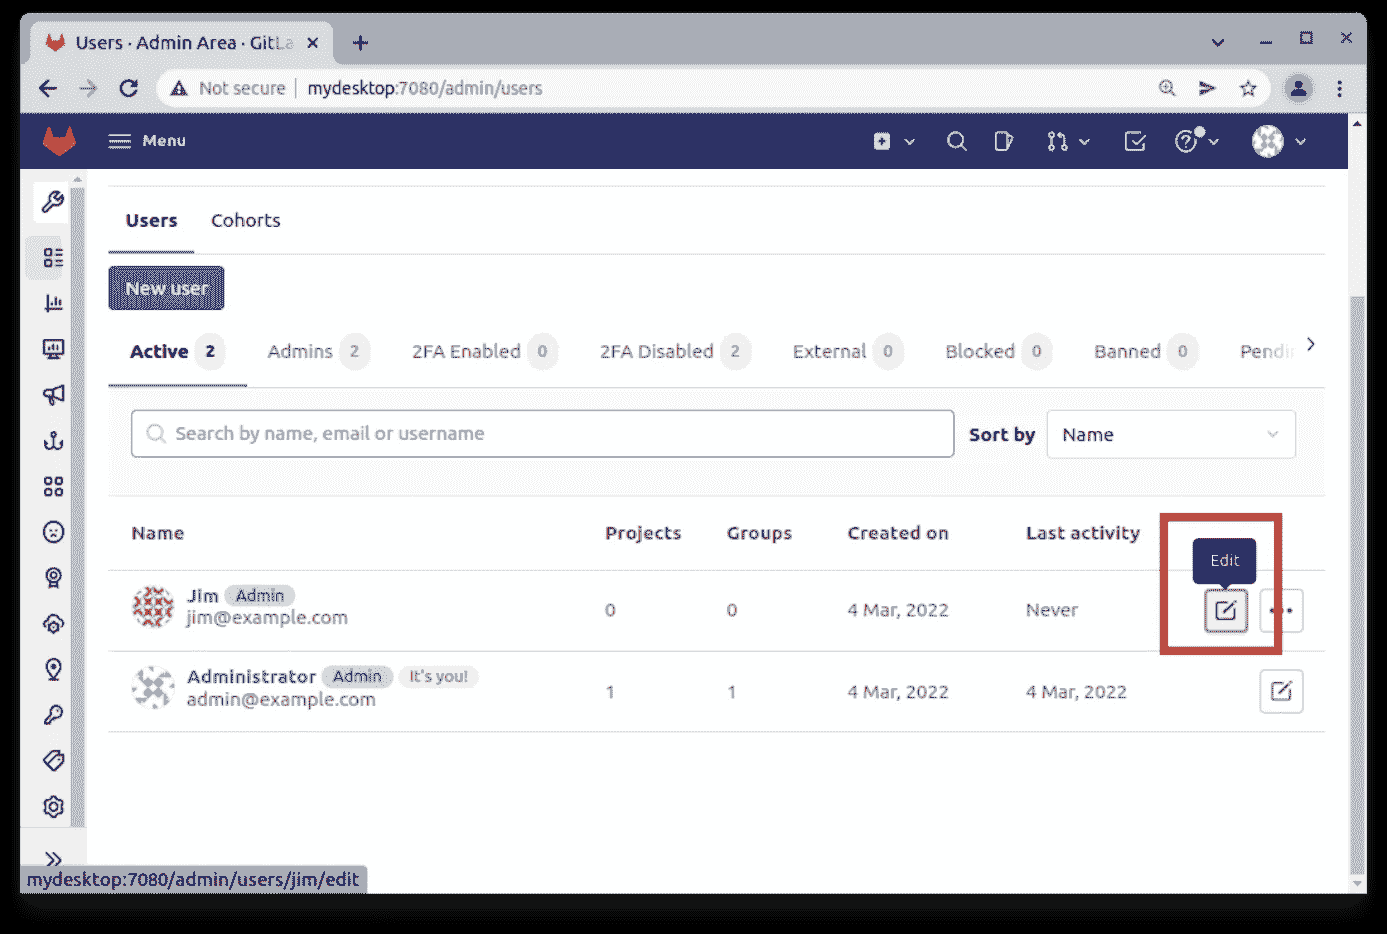 Users · Admin Area · GitLa
Not secure mydesktop:7080/admin/users
Menu
Users Cohorts
New user
Active 2 Admins 2 2FA Enabled 0 2FA Disabled 2 External 0 Blocked 0 Banned 0 Pendi
Search by name, email or username Sort by Name
Name Projects Groups Created on Last activity
Edit
Jim Admin
jim@example.com 0 0 4 Mar, 2022 Never
Administrator Admin It's you!
admin@example.com 1 1 4 Mar, 2022 4 Mar, 2022
mydesktop:7080/admin/users/jim/edit